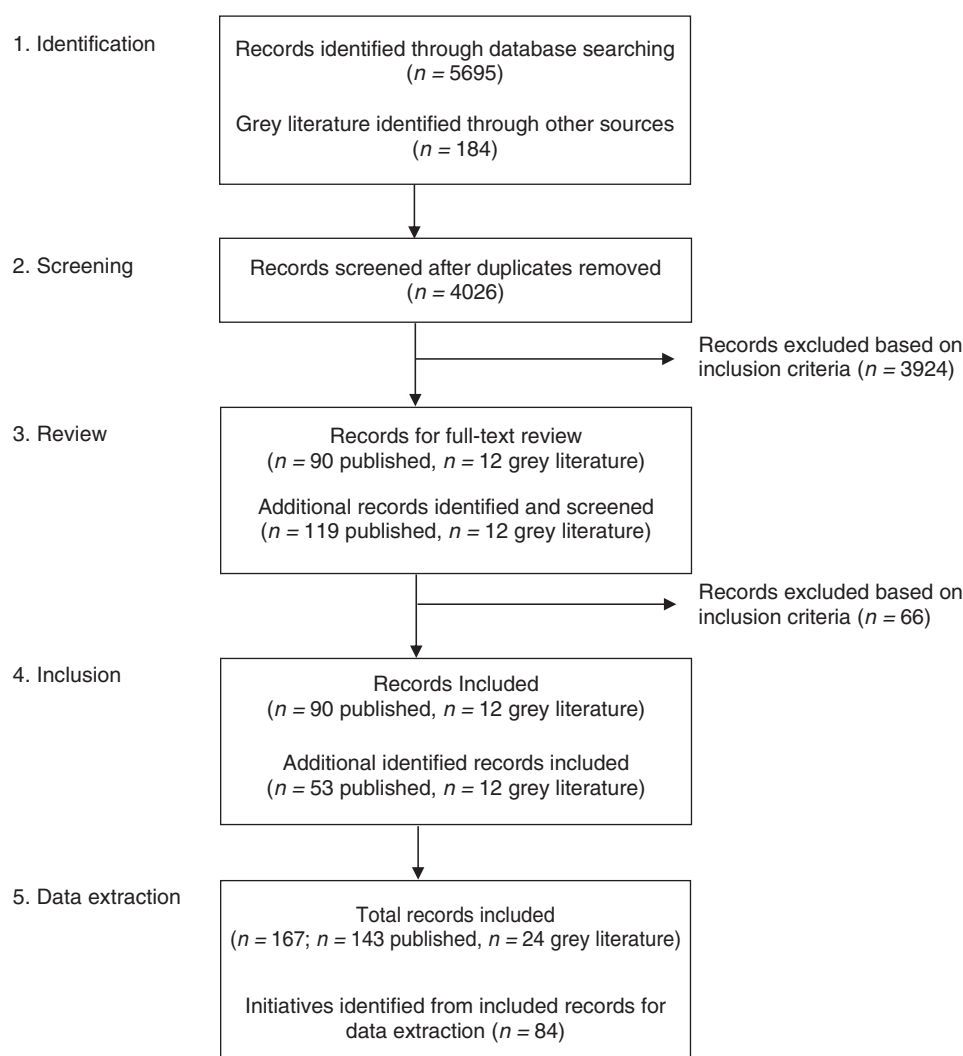 1. Identification
Records identified through database searching
(n = 5695)
Grey literature identified through other sources
(n = 184)
2. Screening
Records screened after duplicates removed
(n = 4026)
Records excluded based on
inclusion criteria (n = 3924)
3. Review
Records for full-text review
(n = 90 published, n = 12 grey literature)
Additional records identified and screened
(n = 119 published, n = 12 grey literature)
Records excluded based on
inclusion criteria (n = 66)
4. Inclusion
Records Included
(n = 90 published, n = 12 grey literature)
Additional identified records included
(n = 53 published, n = 12 grey literature)
5. Data extraction
Total records included
(n = 167; n = 143 published, n = 24 grey literature)
Initiatives identified from included records for
data extraction (n = 84)